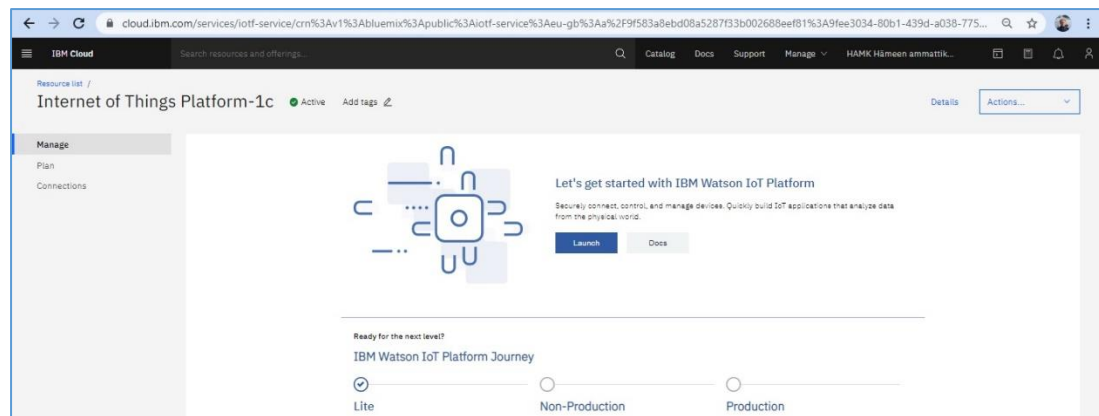 cloud.ibm.com/services/iotf-service/crn%3Av1%3Abluemix%3Apublic%3Aiotf-service%3Aeu-gb%3Aa%2F9f583a8ebd08a5287f33b002688eef81%3A9fee3034-80b1-439d-a038-775...
IBM Cloud Search resources and offerings... Catalog Docs Support Manage HAMK Hämeen ammattik...
Resource list /
Internet of Things Platform-1c Active Add tags Details Actions...
Manage
Plan
Connections
Let's get started with IBM Watson IoT Platform
Securely connect, control, and manage devices. Quickly build IoT applications that analyze data
from the physical world.
Launch Docs
Ready for the next level?
IBM Watson IoT Platform Journey
Lite Non-Production Production